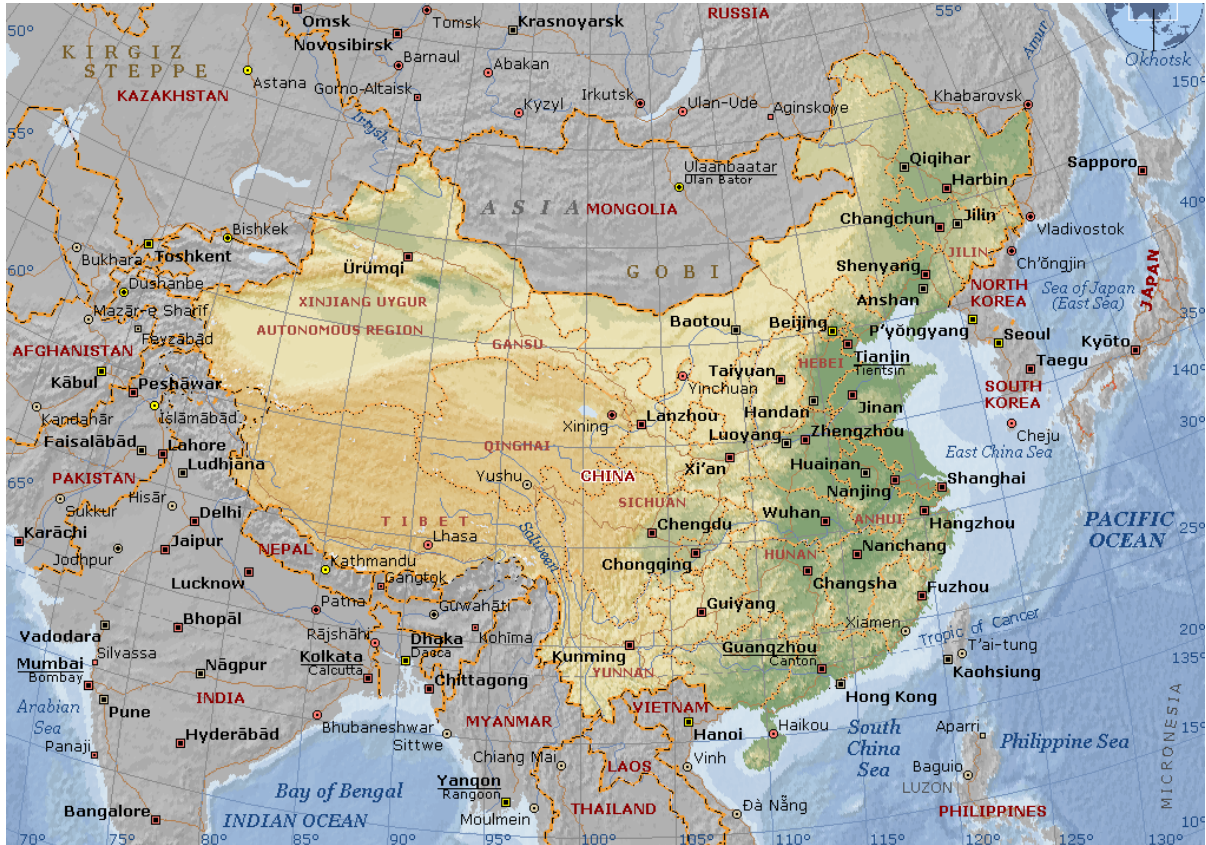 Omsk
Tomsk
Krasnoyarsk
RUSSIA
55°
50°
KIRGIZ
STEPPE
Novosibirsk
Barnaul
Abakan
Amur
Okhotsk
Astana
KAZAKHSTAN
Gorno-Altaisk
Kyzyl
Irkutsk
Ulan-Ude
Aginskoye
Khabarovsk
150°
45°
55°
Irtysh
Ulaanbaatar
Ulan Bator
Qiqihar
Harbin
Sapporo
ASIA
MONGOLIA
Changchun
Jilin
40°
145°
Bishkek
Vladivostok
Bukhara
Toshkent
JILIN
60°
Ürümqi
GOBI
Shenyang
Ch'ŏngjin
Dushanbe
NORTH
KOREA
Sea of Japan
(East Sea)
JAPAN
Mazār-e Sharīf
XINJIANG UYGUR
AUTONOMOUS REGION
Anshan
35°
Feyzābād
Baotou
Beijing
P'yŏngyang
Seoul
Kyōto
AFGHANISTAN
GANSU
HEBEI
Tianjin
Tientsin
Taegu
Kābul
Peshāwar
Taiyuan
140°
Yinchuan
SOUTH
KOREA
Kandahār
Islāmābād
Xining
Lanzhou
Handan
Jinan
30°
Faisalābād
Lahore
QINGHAI
Luoyang
Zhengzhou
Cheju
East China Sea
Ludhiana
PAKISTAN
65°
Yushu
CHINA
Xi'an
Huainan
Shanghai
Hisār
SICHUAN
Nanjing
Sukkur
Delhi
TIBET
Chengdu
Wuhan
ANHUI
Hangzhou
PACIFIC
OCEAN
25°
Karāchi
Jaipur
NEPAL
Lhasa
Salween
HUNAN
Nanchang
Jodhpur
Kathmandu
Chongqing
Lucknow
Gangtok
Changsha
Fuzhou
Patna
Guwahāti
Guiyang
Bhopāl
Xiamen
Tropic of Cancer
20°
Vadodara
Rājshāhi
Dhaka
Dacca
Kohīma
Kunming
Guangzhou
Canton
T'ai-tung
135°
Silvassa
Mumbai
Bombay
Nāgpur
Kolkata
Calcutta
YUNNAN
Kaohsiung
INDIA
Chittagong
Hong Kong
Arabian
Sea
Pune
VIETNAM
MYANMAR
Bhubaneshwar
Hanoi
Haikou
South
China
Sea
Aparri
15°
Panaji
Hyderābād
Sittwe
Philippine Sea
MICRONESIA
Chiang Mai
LAOS
Vinh
Baguio
LUZON
Yangon
Rangoon
Bay of Bengal
Bangalore
INDIAN OCEAN
Moulmein
THAILAND
Đà Nẵng
PHILIPPINES
10°
70°
75°
80°
85°
90°
95°
100°
105°
110°
115°
120°
125°
130°